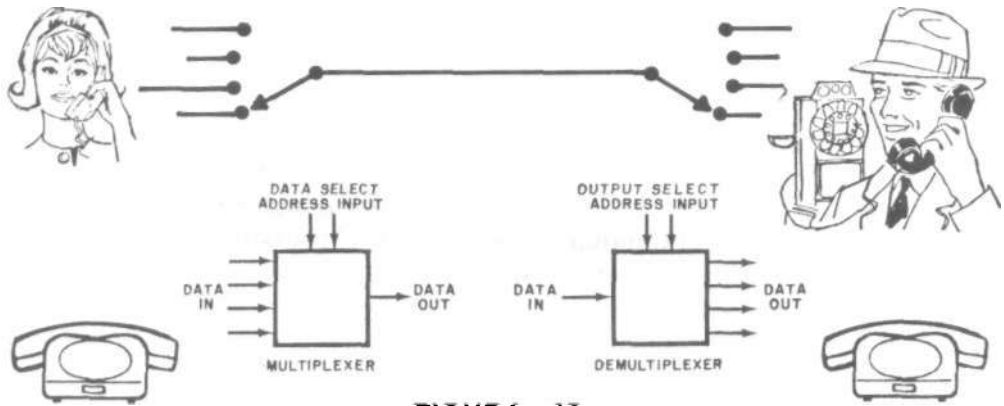 DATA SELECT
ADDRESS INPUT
OUTPUT SELECT
ADDRESS INPUT
DATA
IN
DATA
OUT
DATA
IN
DATA
OUT
MULTIPLEXER
DEMULTIPLEXER